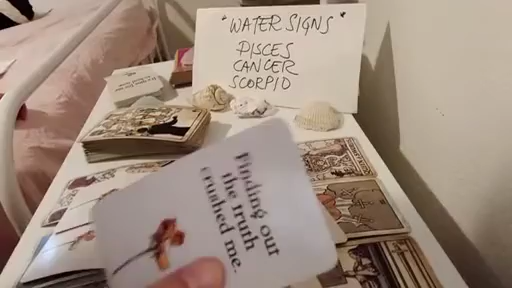 "WATER SIGNS"
PISCES
CANCER
SCORPIO
Finding out
the truth
crushed me.